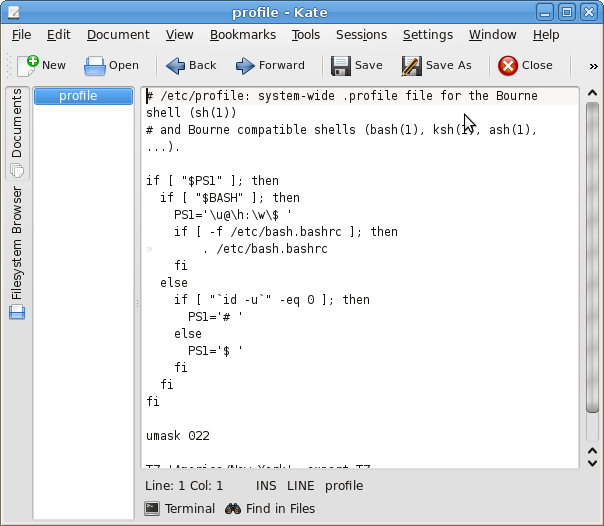 profile - Kate
File Edit Document View Bookmarks Tools Sessions Settings Window Help
New Open Back Forward Save Save As Close »
Documents
Filesystem Browser
profile
# /etc/profile: system-wide .profile file for the Bourne
shell (sh(1))
# and Bourne compatible shells (bash(1), ksh(1), ash(1),
...).
if [ "$PS1" ]; then
if [ "$BASH" ]; then
PS1='\u@\h:\w\$ '
if [ -f /etc/bash.bashrc ]; then
» . /etc/bash.bashrc
fi
else
if [ "`id -u`" -eq 0 ]; then
PS1='# '
else
PS1='$ '
fi
fi
fi
umask 022
Line: 1 Col: 1 INS LINE profile
Terminal Find in Files